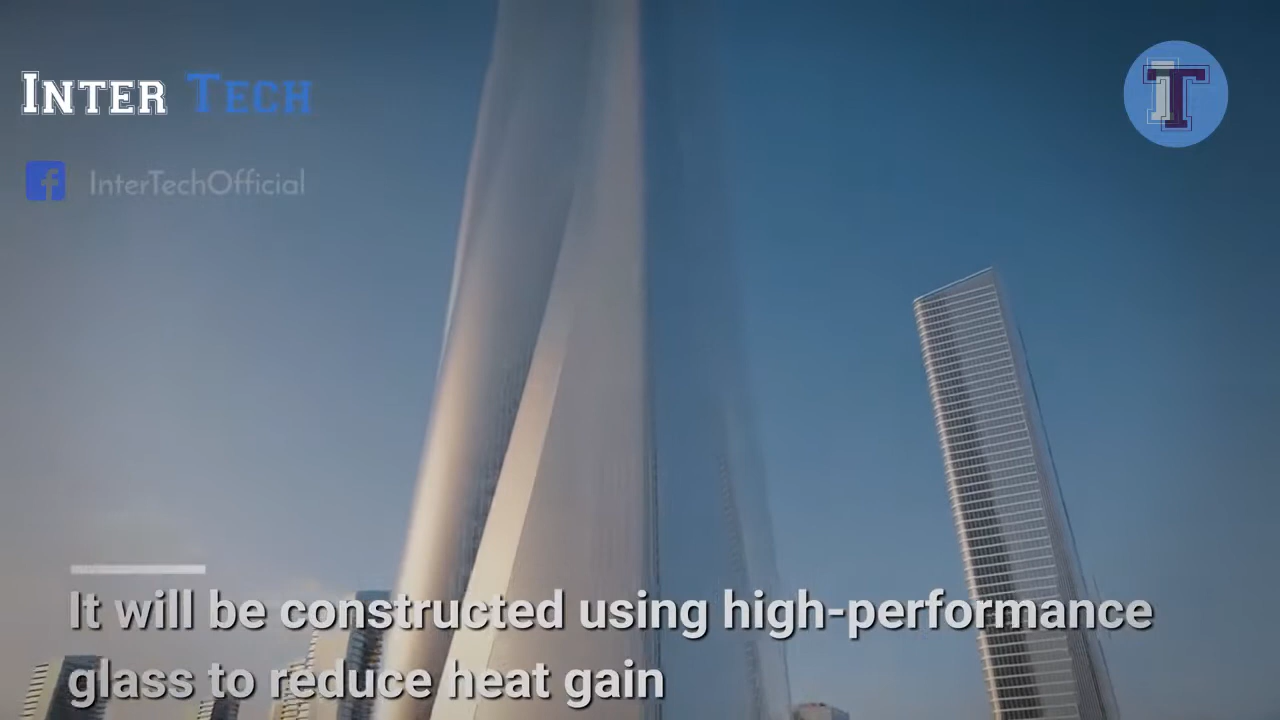 INTER TECH
InterTechOfficial
It will be constructed using high-performance
glass to reduce heat gain